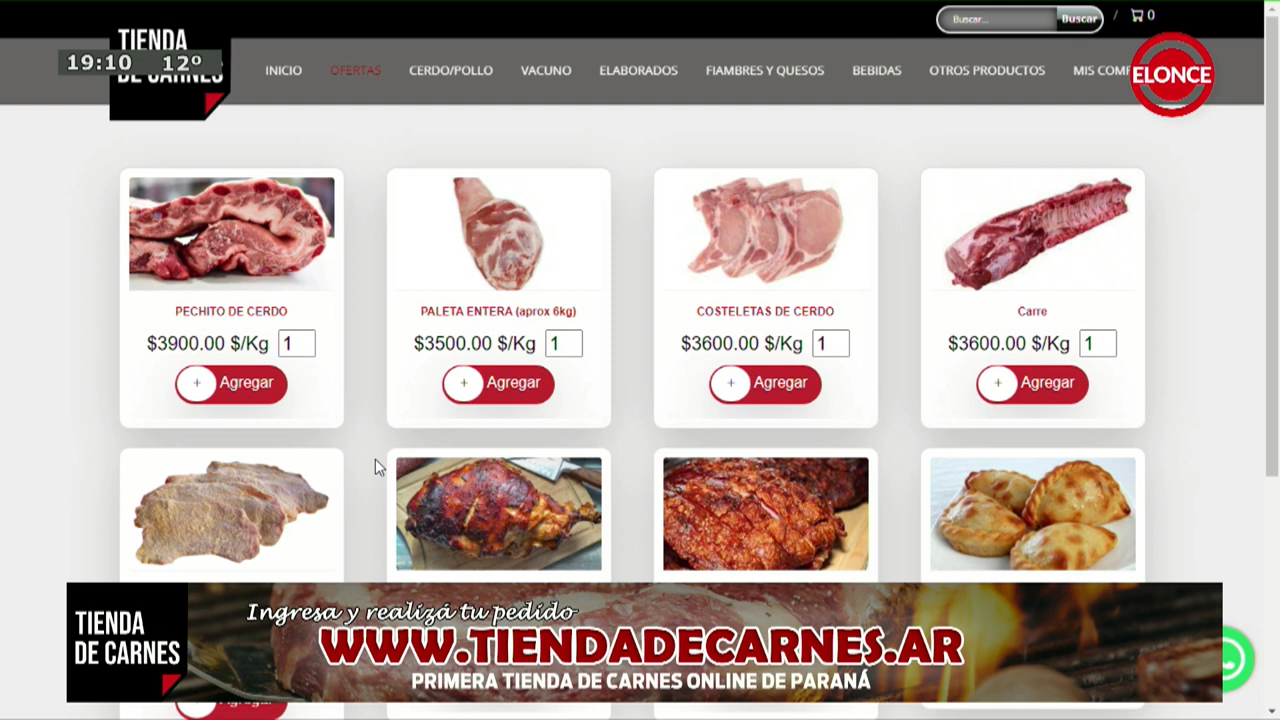 Buscar...
Buscar
/
0
TIENDA
DE CARNES
19:10 12º
INICIO
OFERTAS
CERDO/POLLO
VACUNO
ELABORADOS
FIAMBRES Y QUESOS
BEBIDAS
OTROS PRODUCTOS
MIS COMP
ELONCE
PECHITO DE CERDO
$3900.00 $/Kg 1
+ Agregar
PALETA ENTERA (aprox 6kg)
$3500.00 $/Kg 1
+ Agregar
COSTELETAS DE CERDO
$3600.00 $/Kg 1
+ Agregar
Carre
$3600.00 $/Kg 1
+ Agregar
TIENDA
DE CARNES
Ingresa y realizá tu pedido
WWW.TIENDADECARNES.AR
PRIMERA TIENDA DE CARNES ONLINE DE PARANÁ